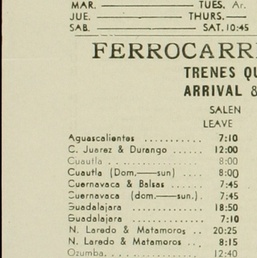 MAR. —————— TUES. Ar.
JUE. —————— THURS. ——
SAB. —————— SAT. 10:45
FERROCARRI
TRENES QU
ARRIVAL &
SALEN
LEAVE
Aguascalientes .......... 7:10
C. Juarez & Durango ...... 12:00
Cuautla .................. 8:00
Cuautla (Dom.——sun) .... 8:00
Cuernavaca & Balsas ...... 7:45
Cuernavaca (dom.——sun.) . 7:45
Guadalajara .............. 18:50
Guadalajara .............. 7:10
N. Laredo & Matamoros .. 20:25
N. Laredo & Matamoros .. 8:15
Ozumba. .................. 12:40